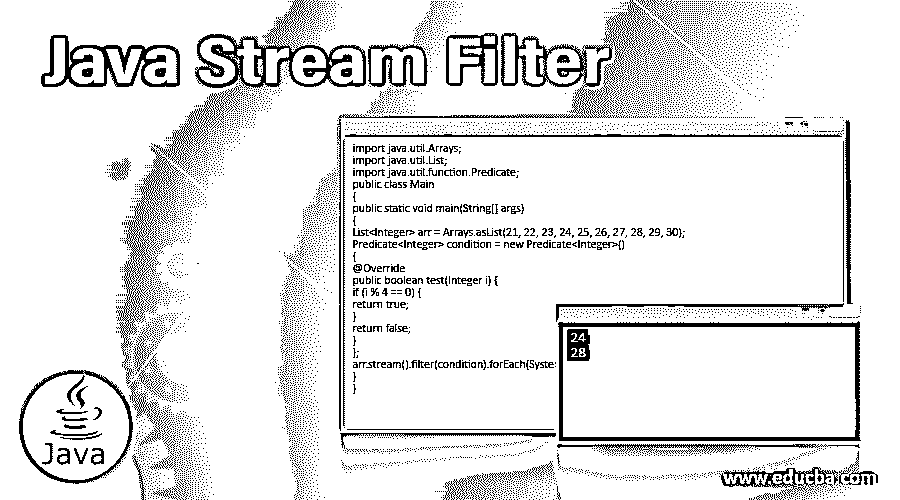 Java Stream Filter
import java.util.Arrays;
import java.util.List;
import java.util.function.Predicate;
public class Main
{
public static void main(String[] args)
{
List<Integer> arr = Arrays.asList(21, 22, 23, 24, 25, 26, 27, 28, 29, 30);
Predicate<Integer> condition = new Predicate<Integer>()
{
@Override
public boolean test(Integer i) {
if (i % 4 == 0) {
return true;
}
return false;
}
};
arr.stream().filter(condition).forEach(Syste
}
}
24
28
Java
www.educba.com